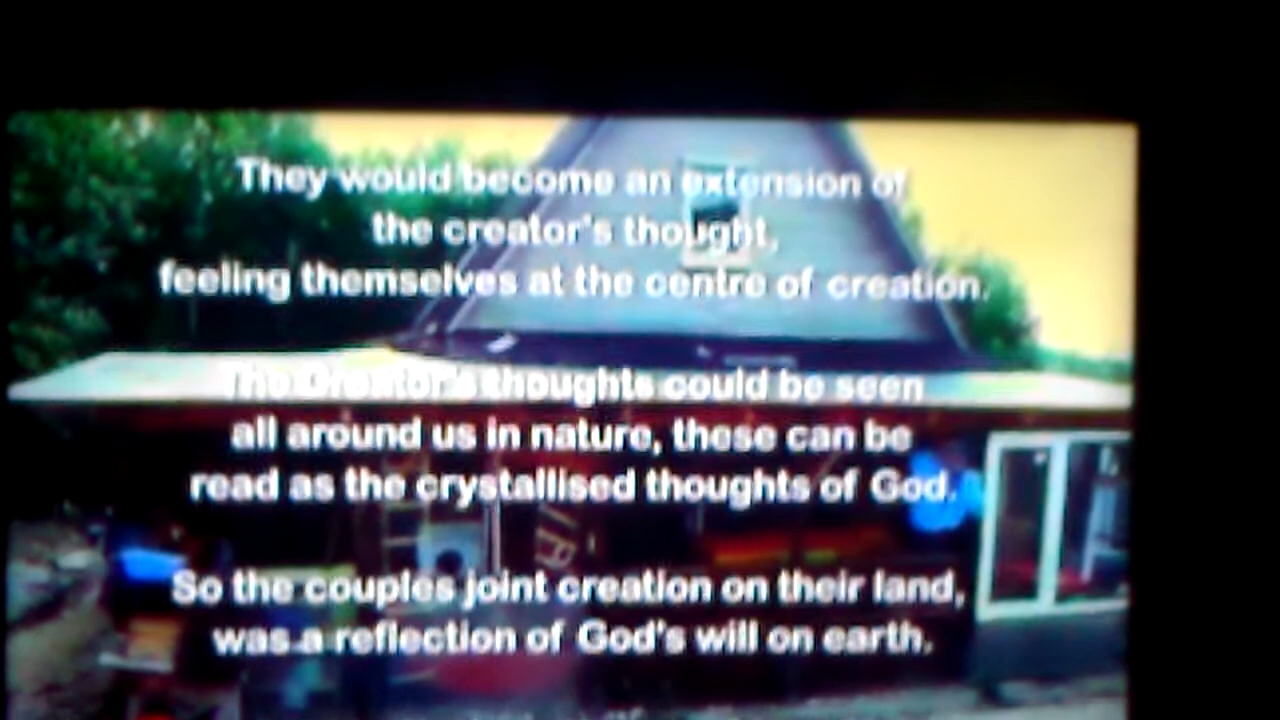 They would become an extension of
the creator's thought,
feeling themselves at the centre of creation.
The Creator's thoughts could be seen
all around us in nature, these can be
read as the crystallised thoughts of God.
So the couples joint creation on their land,
was a reflection of God's will on earth.